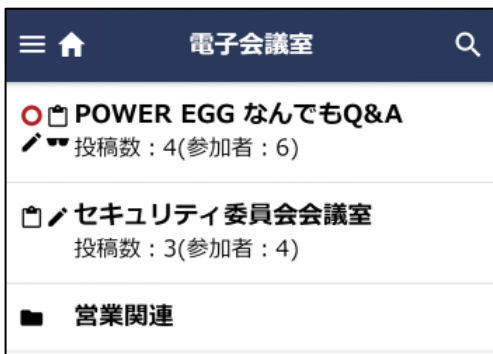 電子会議室
POWER EGG なんでもQ&A
投稿数：4(参加者：6)
セキュリティ委員会会議室
投稿数：3(参加者：4)
営業関連